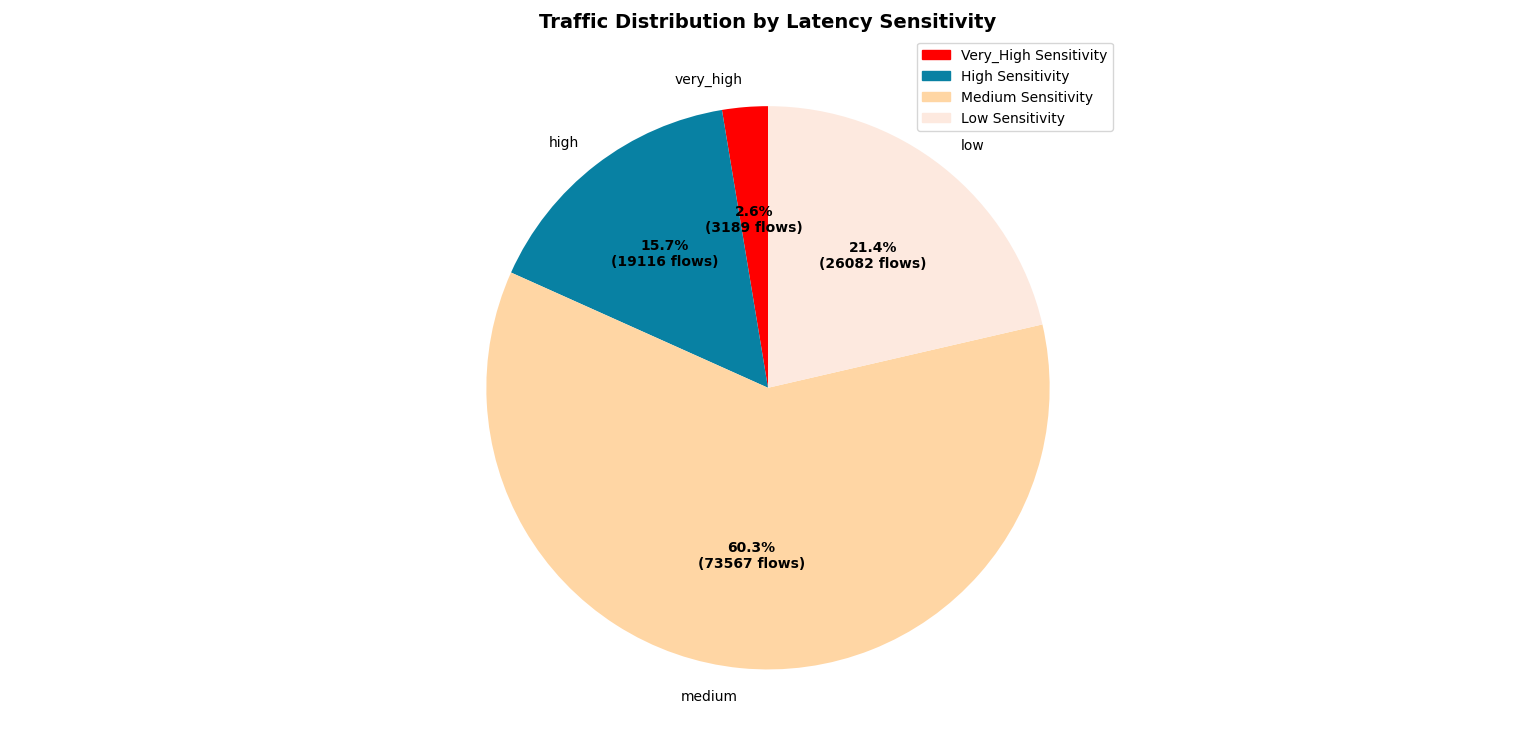 Traffic Distribution by Latency Sensitivity
Very_High Sensitivity
High Sensitivity
Medium Sensitivity
Low Sensitivity
very_high
high
low
2.6%
(3189 flows)
15.7%
(19116 flows)
21.4%
(26082 flows)
60.3%
(73567 flows)
medium